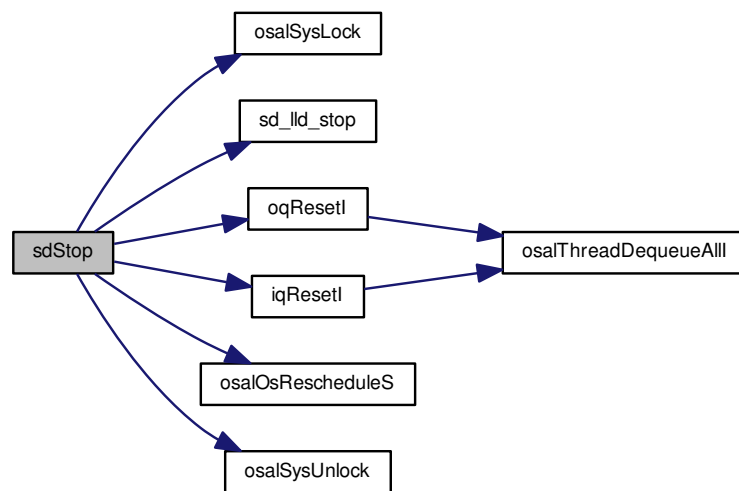 osalSysLock
sd_lld_stop
oqResetI
sdStop
osalThreadDequeueAllI
iqResetI
osalOsRescheduleS
osalSysUnlock